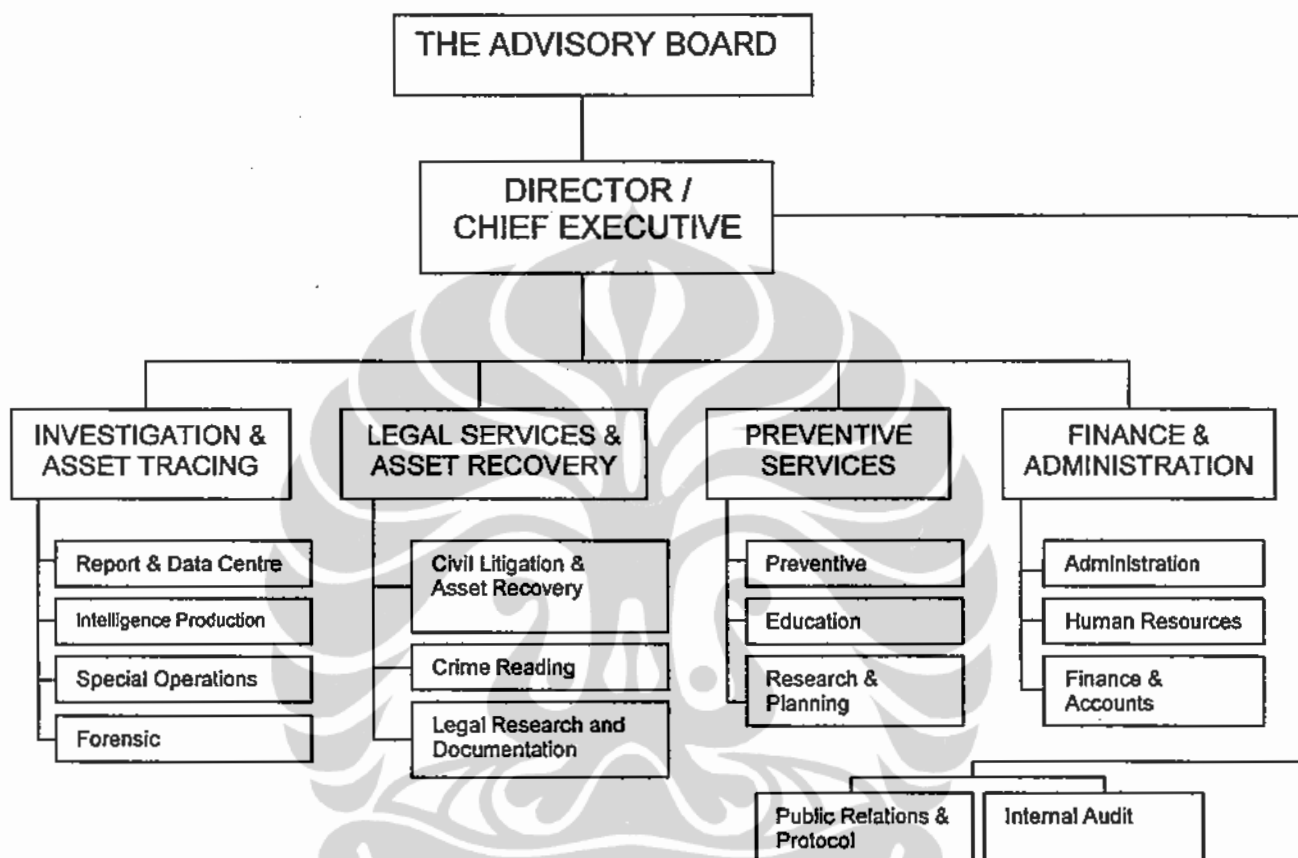 THE ADVISORY BOARD
DIRECTOR /
CHIEF EXECUTIVE
INVESTIGATION &
ASSET TRACING
Report & Data Centre
Intelligence Production
Special Operations
Forensic
LEGAL SERVICES &
ASSET RECOVERY
Civil Litigation &
Asset Recovery
Crime Reading
Legal Research and
Documentation
PREVENTIVE
SERVICES
Preventive
Education
Research &
Planning
FINANCE &
ADMINISTRATION
Administration
Human Resources
Finance &
Accounts
Public Relations &
Protocol
Internal Audit